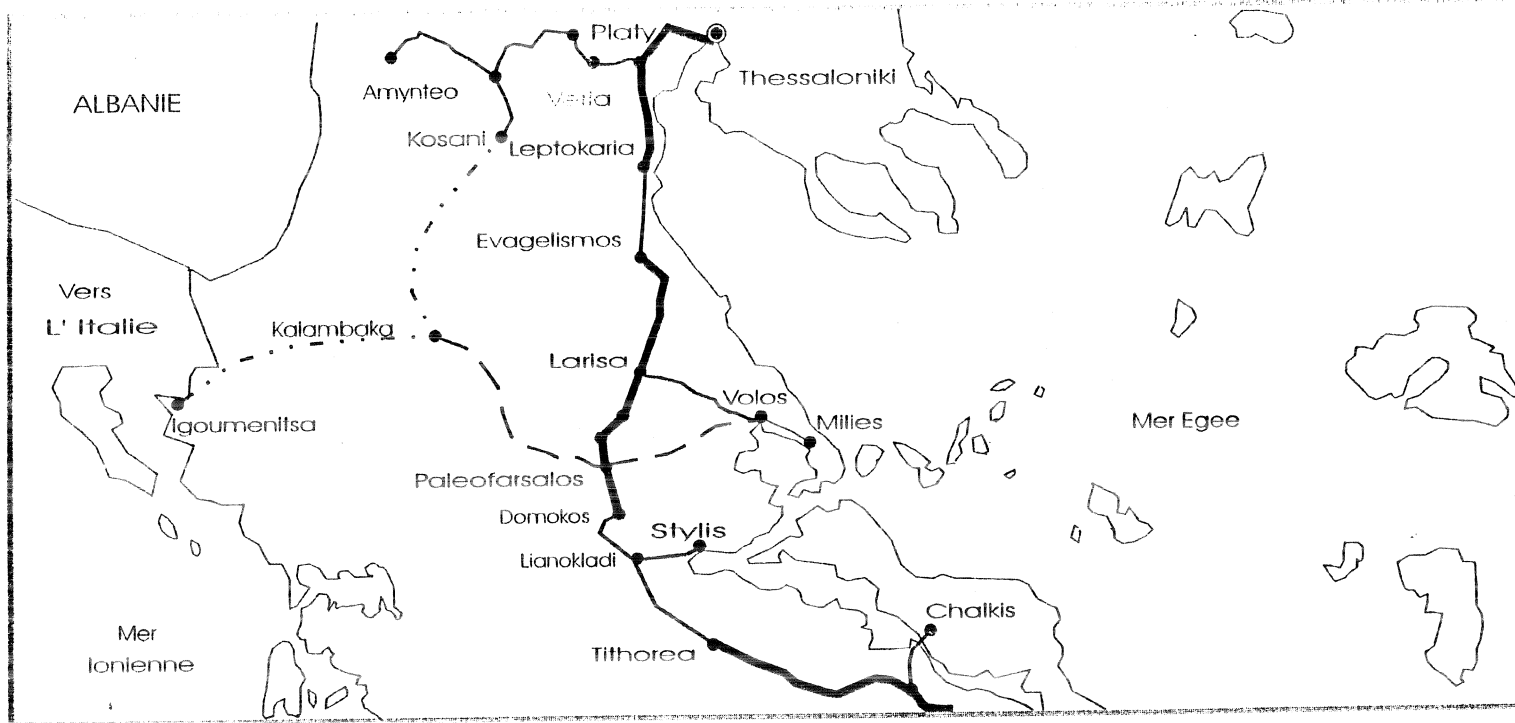 Platy
Thessaloniki
ALBANIE
Amynteo
Veria
Kosani
Leptokaria
Evagelismos
Vers
L' Italie
Kalambaka
Larisa
Volos
Igoumenitsa
Milies
Mer Egee
Paleofarsalos
Domokos
Stylis
Lianokladi
Chalkis
Mer
Ionienne
Tithorea